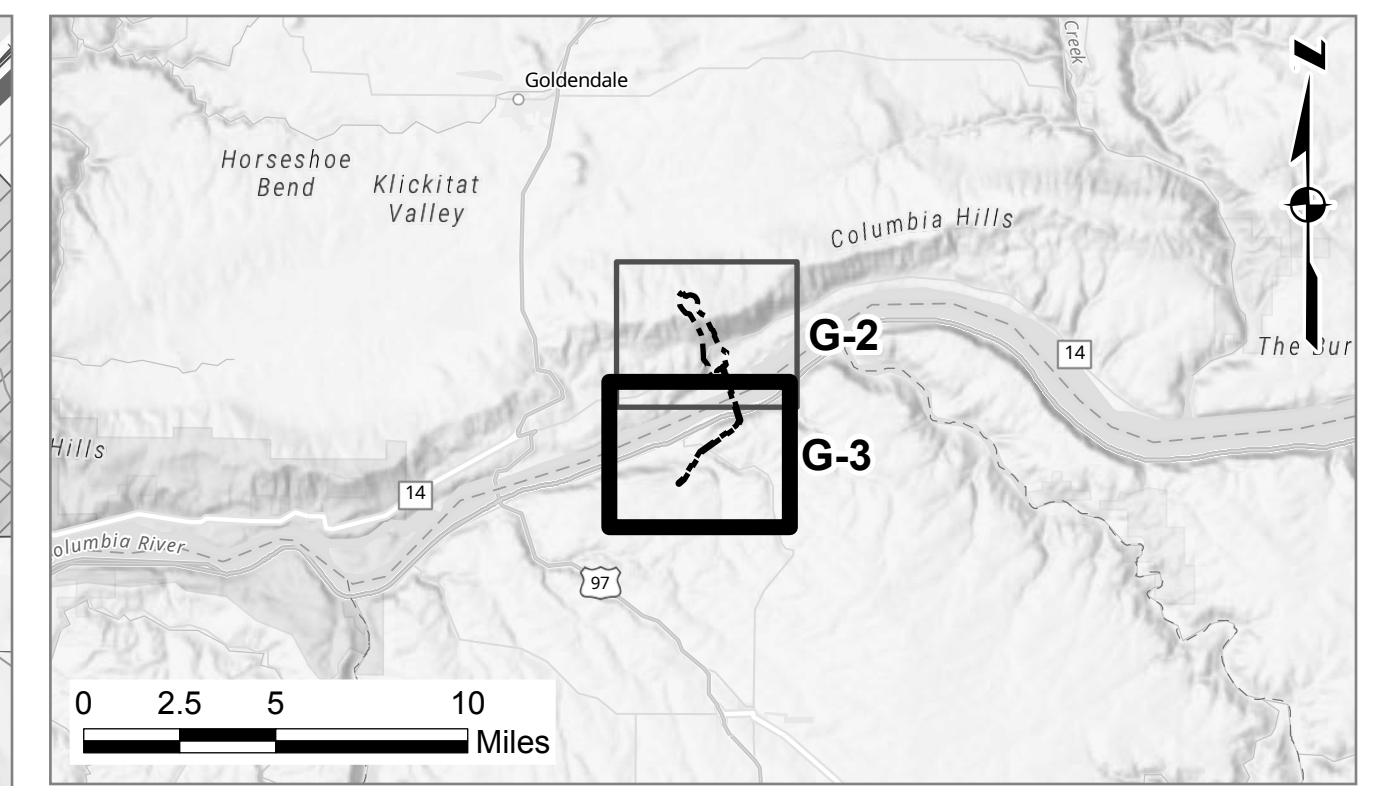 Creek
Goldendale
N
Horseshoe
Bend
Klickitat
Valley
Columbia Hills
G-2
14
The Bur
Hills
G-3
14
olumbia River
97
0 2.5 5 10
Miles